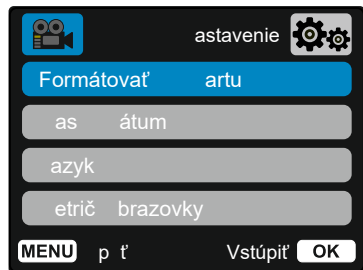 astavenie
Formátovať artu
as átum
azyk
etrič brazovky
MENU p ť Vstúpiť OK